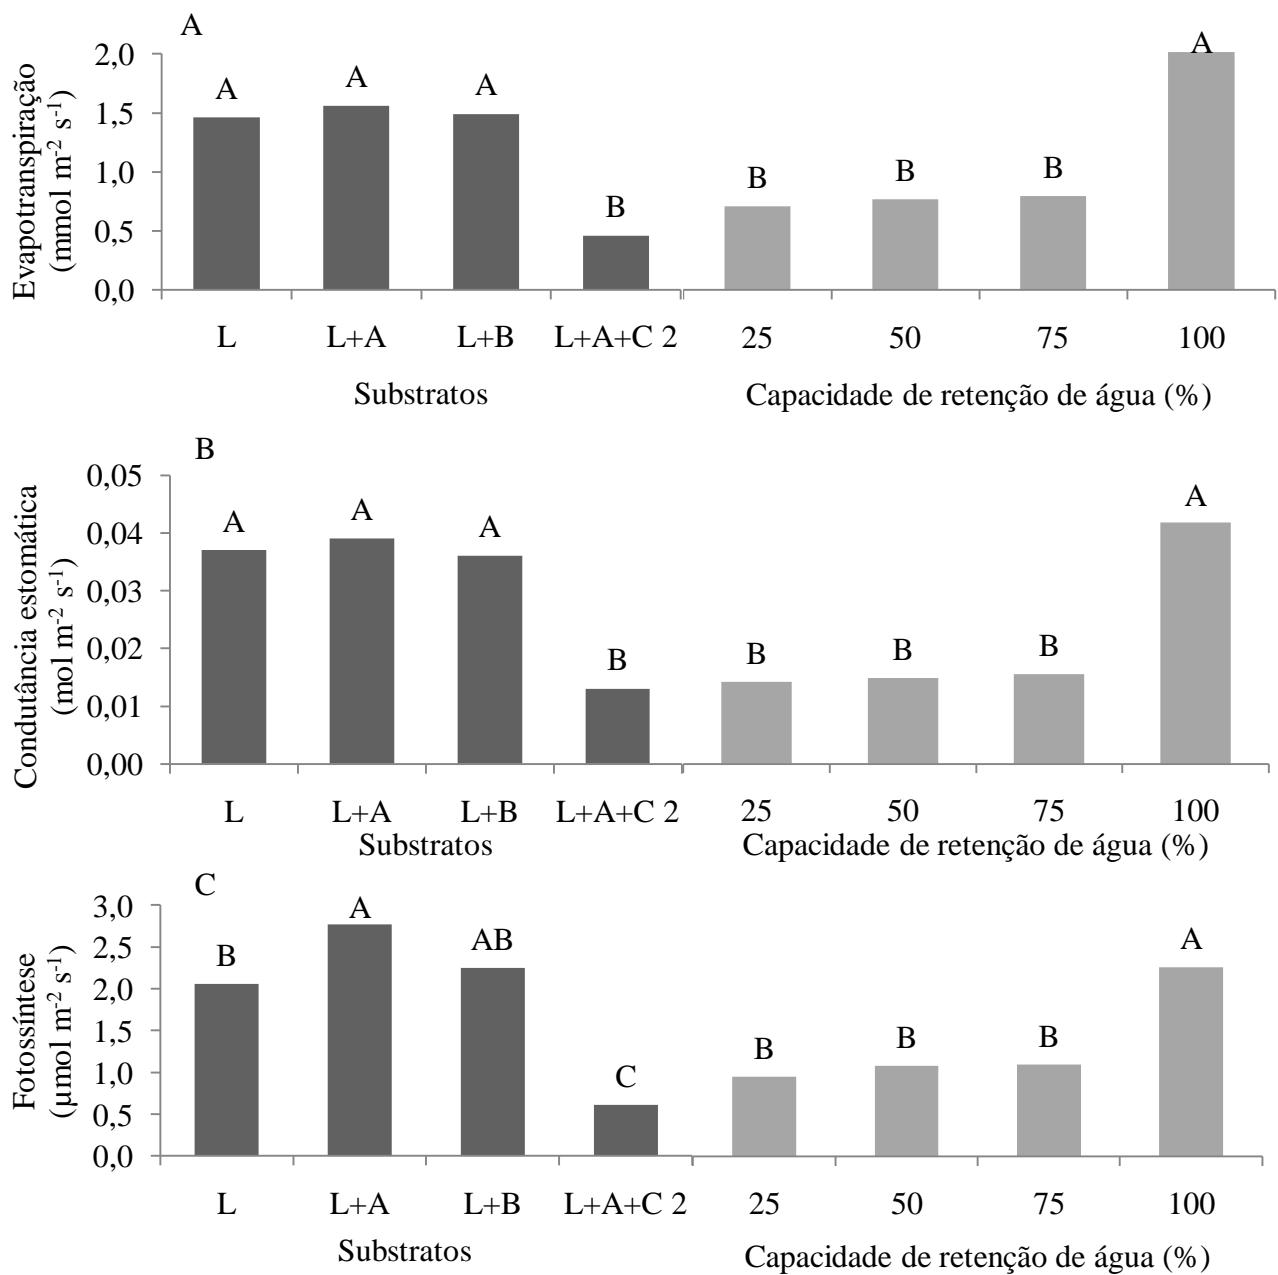 A
Evapotranspiração
(mmol m-2 s-1)
2,0
1,5
1,0
0,5
0,0
A
A
A
B
B
B
B
A
L
L+A
L+B
L+A+C 2
25
50
75
100
Substratos
Capacidade de retenção de água (%)
B
Condutância estomática
(mol m-2 s-1)
0,05
0,04
0,03
0,02
0,01
0,00
A
A
A
B
B
B
B
A
L
L+A
L+B
L+A+C 2
25
50
75
100
Substratos
Capacidade de retenção de água (%)
C
Fotossíntese
(µmol m-2 s-1)
3,0
2,5
2,0
1,5
1,0
0,5
0,0
B
A
AB
C
B
B
B
A
L
L+A
L+B
L+A+C 2
25
50
75
100
Substratos
Capacidade de retenção de água (%)